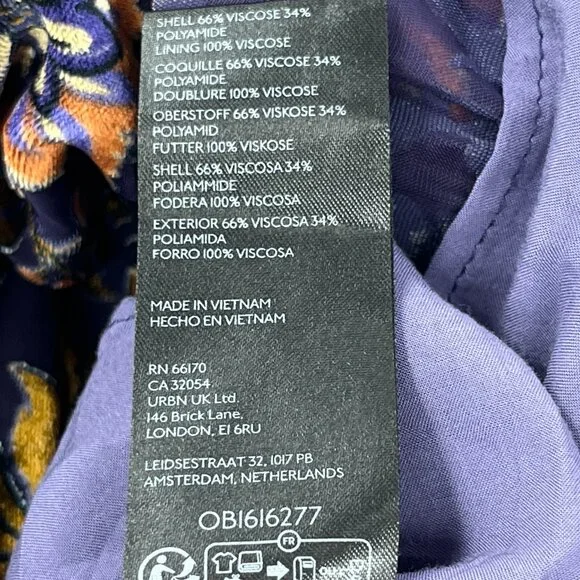 SHELL 66% VISCOSE 34%
POLYAMIDE
LINING 100% VISCOSE
COQUILLE 66% VISCOSE 34%
POLYAMIDE
DOUBLURE 100% VISCOSE
OBERSTOFF 66% VISKOSE 34%
POLYAMID
FUTTER 100% VISKOSE
SHELL 66% VISCOSA 34%
POLIAMMIDE
FODERA 100% VISCOSA
EXTERIOR 66% VISCOSA 34%
POLIAMIDA
FORRO 100% VISCOSA
MADE IN VIETNAM
HECHO EN VIETNAM
RN 66170
CA 32054
URBN UK Ltd.
146 Brick Lane,
LONDON, E1 6RU
LEIDSESTRAAT 32, 1017 PB
AMSTERDAM, NETHERLANDS
OB1616277
FR